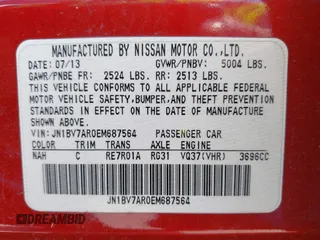 MANUFACTURED BY NISSAN MOTOR CO.,LTD.
DATE: 07/13 GVWR/PNBV: 5004 LBS.
GAWR/PNBE FR: 2524 LBS. RR: 2513 LBS.
THIS VEHICLE CONFORMS TO ALL APPLICABLE FEDERAL
MOTOR VEHICLE SAFETY,BUMPER,AND THEFT PREVENTION
STANDARDS IN EFFECT ON THE DATE OF
MANUFACTURE SHOWN ABOVE.
VIN:JN1BV7AR0EM687564 PASSENGER CAR
COLOR TRIM TRANS AXLE ENGINE
NAH C RE7R01A RG31 VQ37(VHR) 3696CC
JN1BV7AR0EM687564
DREAMBID